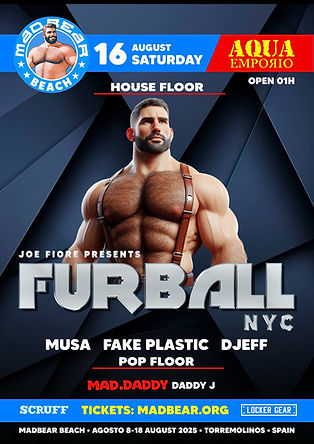 MAD BEAR
BEACH
16 AUGUST
SATURDAY
AQUA
EMPORIO
OPEN 01H
HOUSE FLOOR
JOE FIORE PRESENTS
FURBALL
NYC
MUSA FAKE PLASTIC DJEFF
POP FLOOR
MAD.DADDY DADDY J
SCRUFF TICKETS: MADBEAR.ORG LOCKER GEAR
MADBEAR BEACH • AGOSTO 8-18 AUGUST 2025 • TORREMOLINOS • SPAIN